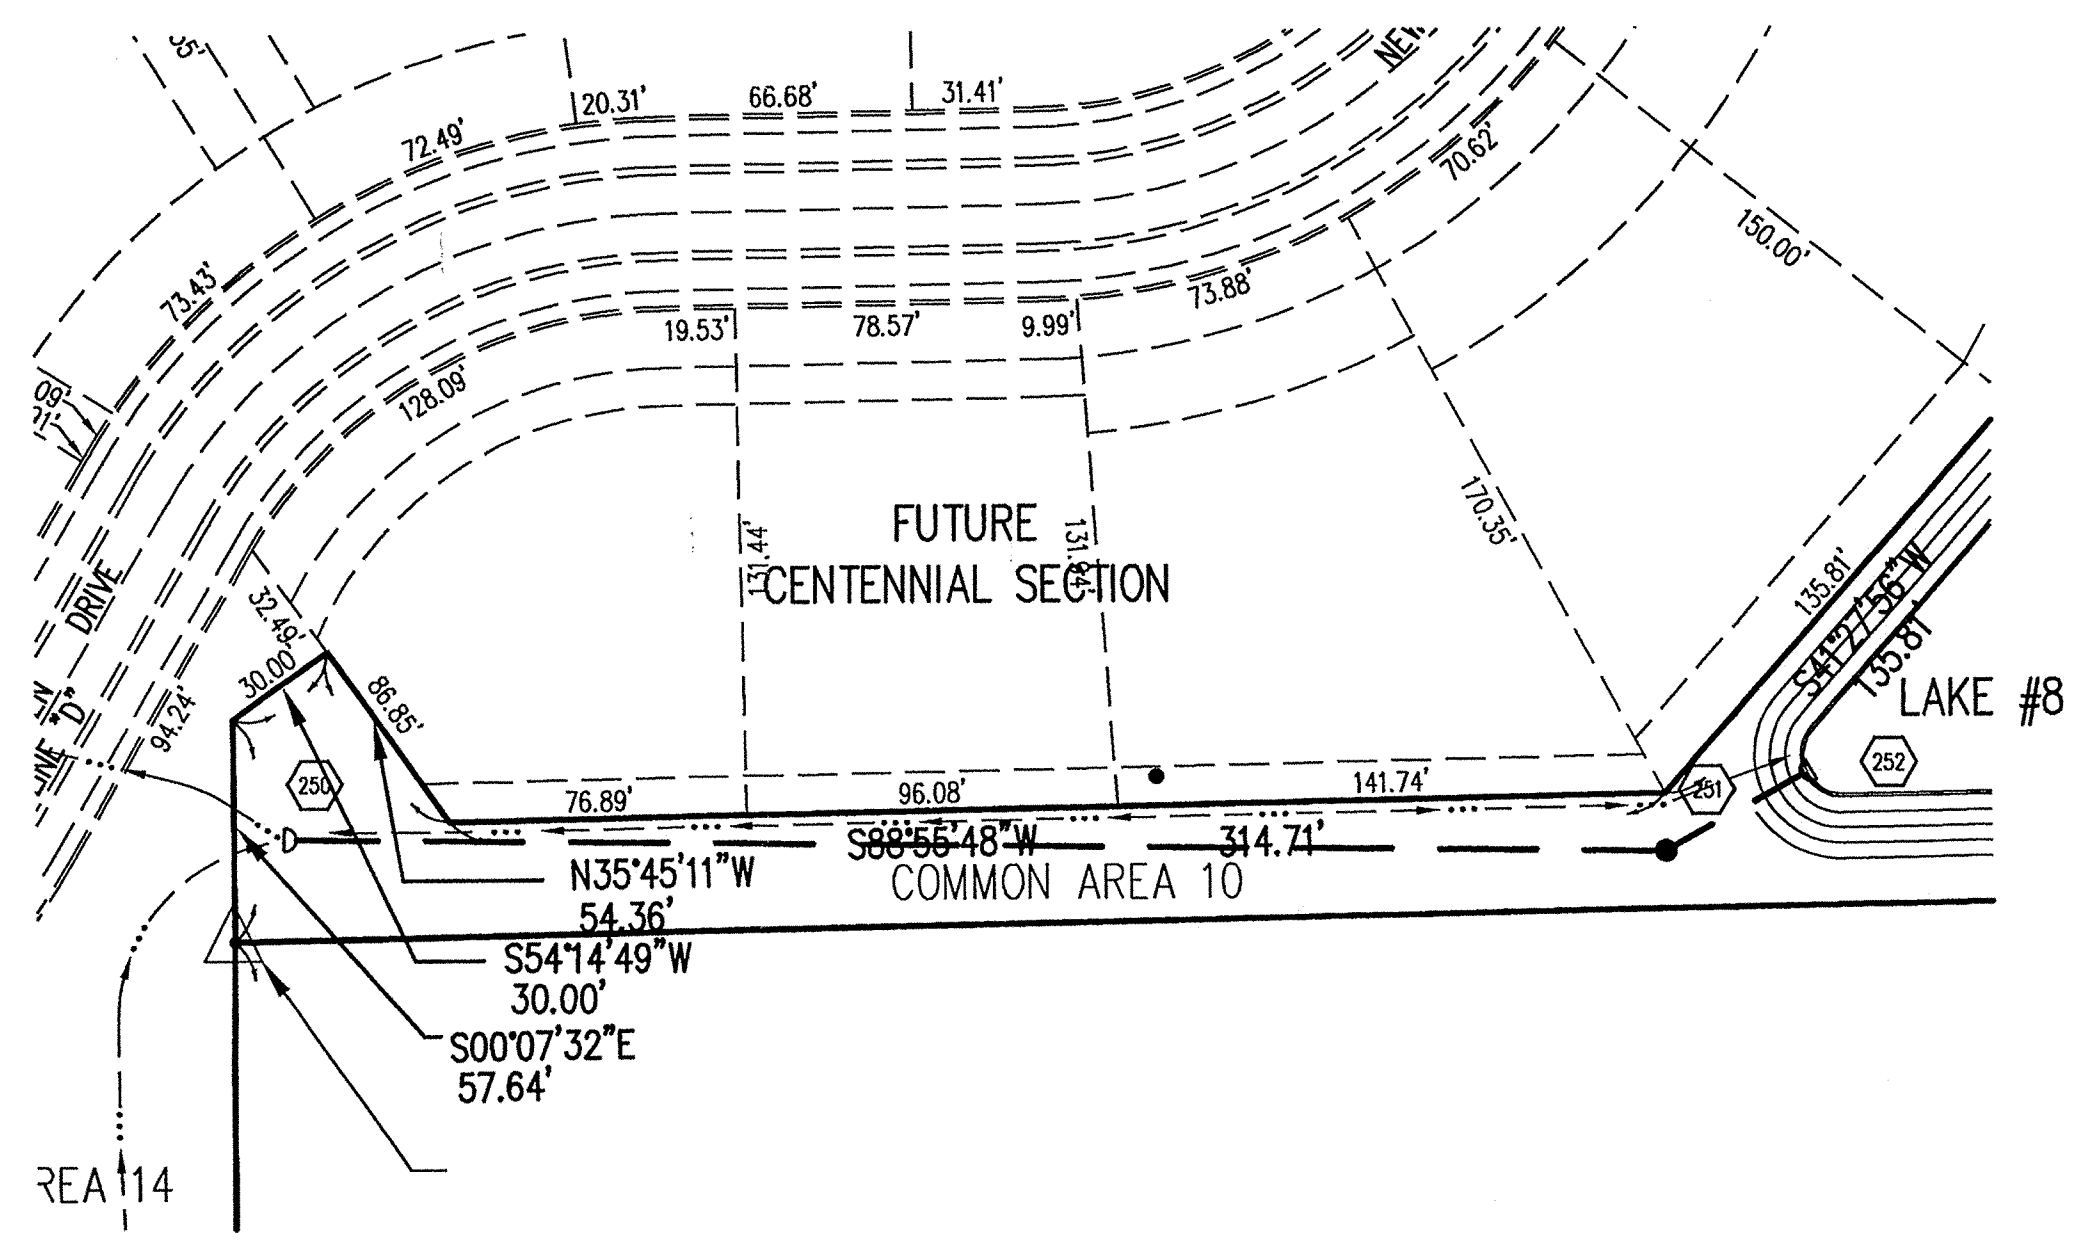 NEW
20.31'
66.68'
31.41'
72.49'
70.62'
73.43'
150.00'
73.88'
19.53'
78.57'
9.99'
128.09'
09'
DRIVE
"D"
32.49'
30.00'
94.24'
86.85'
131.44'
131.94'
170.35'
FUTURE
CENTENNIAL SECTION
135.81'
S41°27'56"W
135.81'
LAKE #8
250
251
252
76.89'
96.08'
141.74'
S88°55'48"W 314.71'
COMMON AREA 10
N35°45'11"W
54.36'
S54°14'49"W
30.00'
S00°07'32"E
57.64'
REA 14